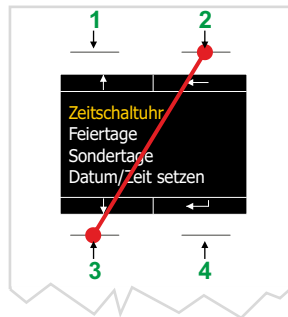 1 2
Zeitschaltuhr
Feiertage
Sondertage
Datum/Zeit setzen
3 4